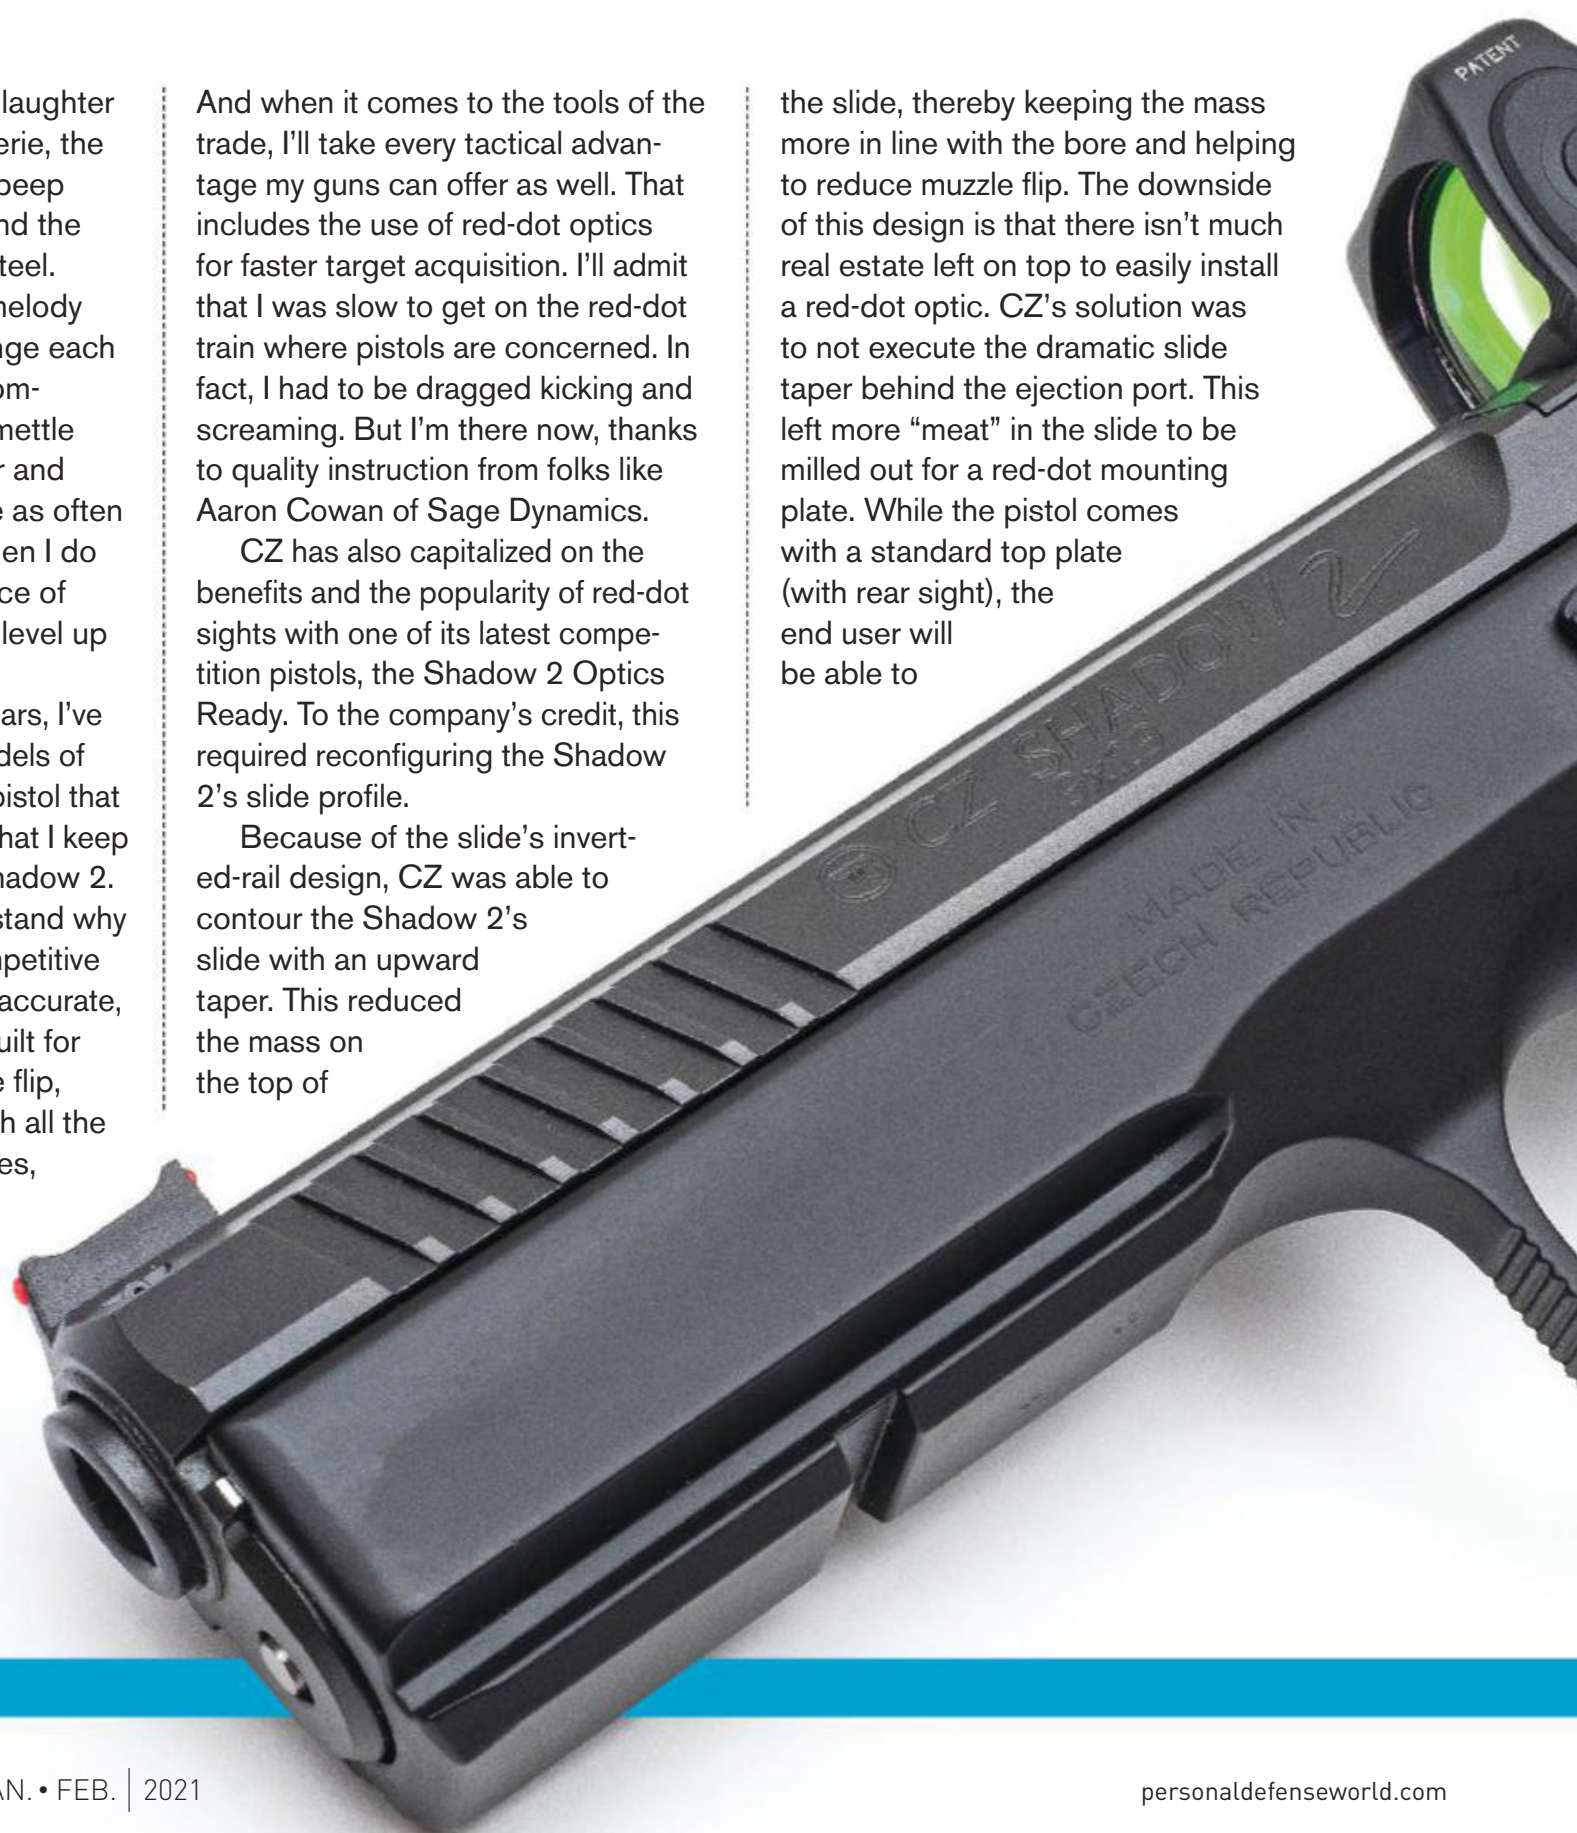 laughter
erie, the
beep
nd the
teel.
melody
nge each
om-
mettle
r and
e as often
en I do
ce of
level up
ars, I've
dels of
pistol that
hat I keep
hadow 2.
stand why
mpetitive
accurate,
uilt for
e flip,
h all the
es,
And when it comes to the tools of the
trade, I'll take every tactical advan-
tage my guns can offer as well. That
includes the use of red-dot optics
for faster target acquisition. I'll admit
that I was slow to get on the red-dot
train where pistols are concerned. In
fact, I had to be dragged kicking and
screaming. But I'm there now, thanks
to quality instruction from folks like
Aaron Cowan of Sage Dynamics.
CZ has also capitalized on the
benefits and the popularity of red-dot
sights with one of its latest compe-
tition pistols, the Shadow 2 Optics
Ready. To the company's credit, this
required reconfiguring the Shadow
2's slide profile.
Because of the slide's invert-
ed-rail design, CZ was able to
contour the Shadow 2's
slide with an upward
taper. This reduced
the mass on
the top of
the slide, thereby keeping the mass
more in line with the bore and helping
to reduce muzzle flip. The downside
of this design is that there isn't much
real estate left on top to easily install
a red-dot optic. CZ's solution was
to not execute the dramatic slide
taper behind the ejection port. This
left more “meat” in the slide to be
milled out for a red-dot mounting
plate. While the pistol comes
with a standard top plate
(with rear sight), the
end user will
be able to
PATENT
CZ SHADOW 2
9X19
MADE IN
CZECH REPUBLIC
AN. • FEB. | 2021
personaldefenseworld.com